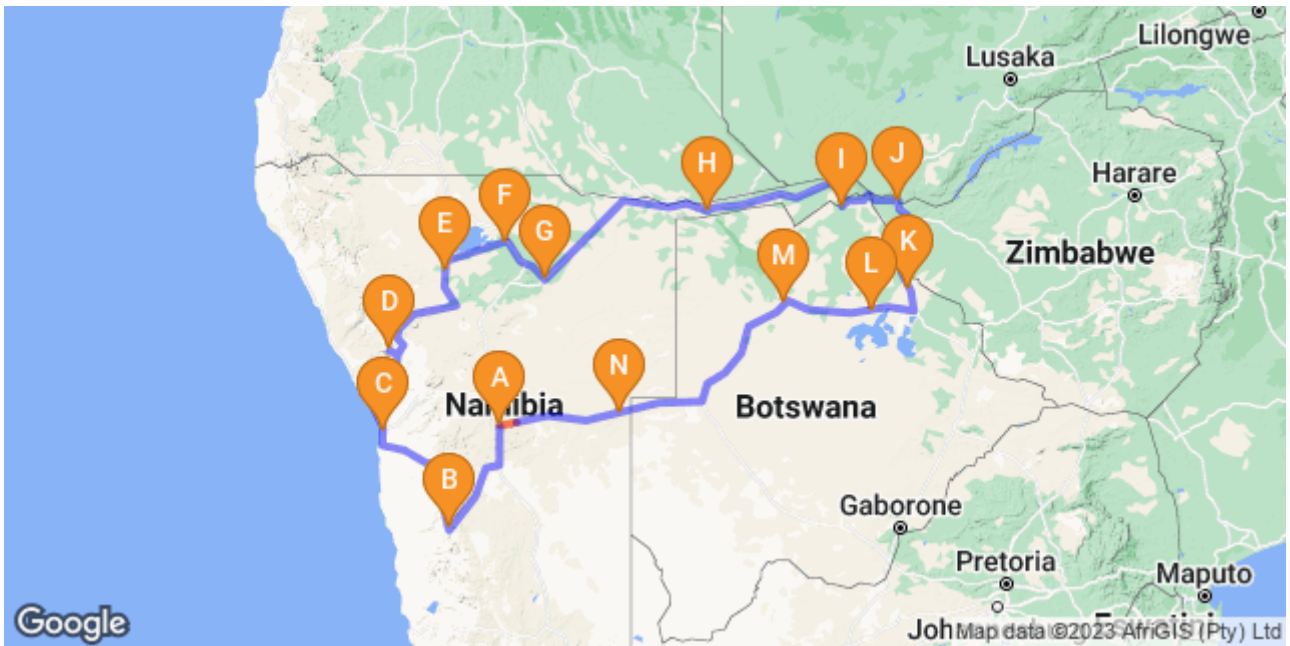 Lilongwe
Lusaka
H
I
J
Harare
F
E
G
K
Zimbabwe
M
L
D
C
A
N
Namibia
Botswana
B
Gaborone
Pretoria
Maputo
Google
Map data ©2023 AfriGIS (Pty) Ltd